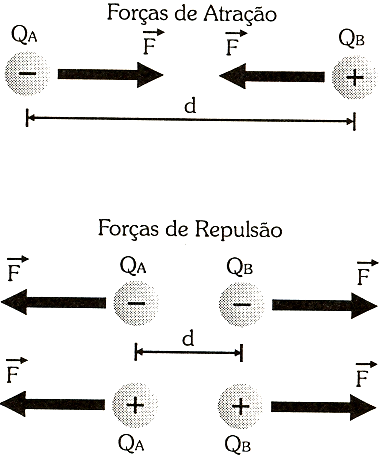 Forças de Atração
QA F F QB
− +
d
Forças de Repulsão
F QA QB F
− −
d
F F
+ +
QA QB